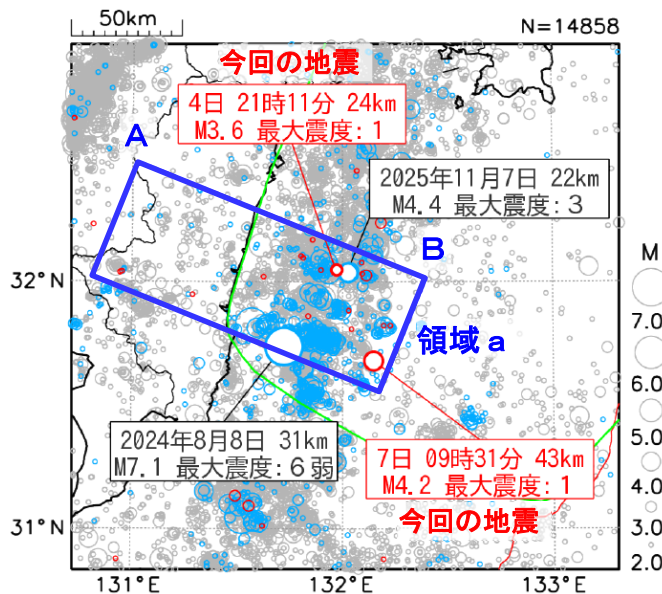 50km
N=14858
今回の地震
4日 21時11分 24km
M3.6 最大震度:1
A
2025年11月7日 22km
M4.4 最大震度:3
B
M
32°N
7.0
領域a
6.0
2024年8月8日 31km
M7.1 最大震度:6弱
5.0
7日 09時31分 43km
M4.2 最大震度:1
4.0
今回の地震
31°N
3.0
2.0
131°E
132°E
133°E